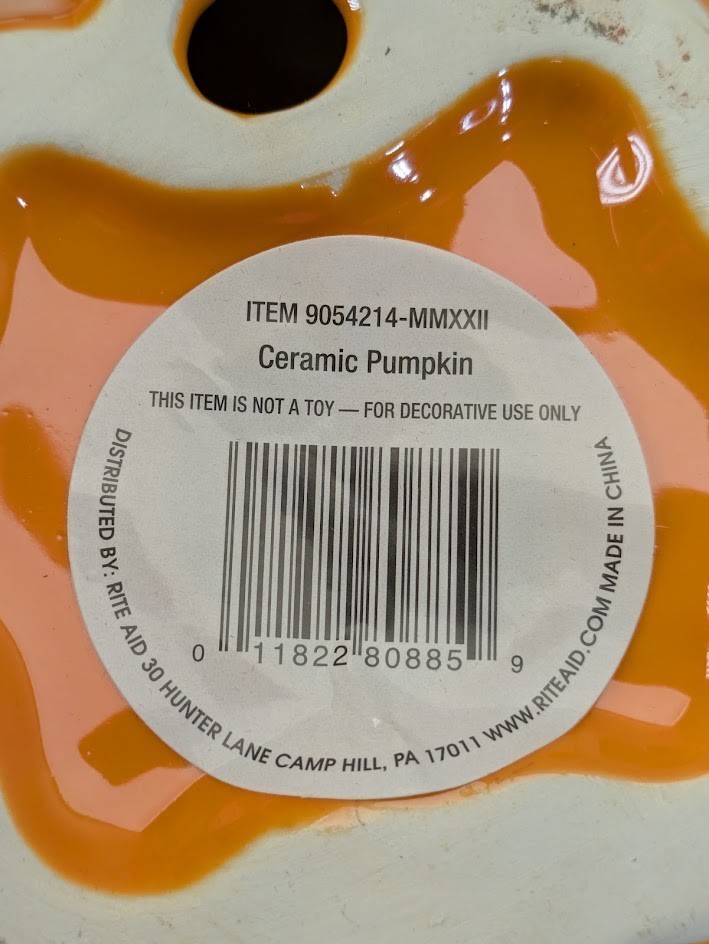 ITEM 9054214-MMXXII
Ceramic Pumpkin
THIS ITEM IS NOT A TOY — FOR DECORATIVE USE ONLY
0 11822 80885 9
DISTRIBUTED BY: RITE AID 30 HUNTER LANE CAMP HILL, PA 17011 WWW.RITEAID.COM MADE IN CHINA